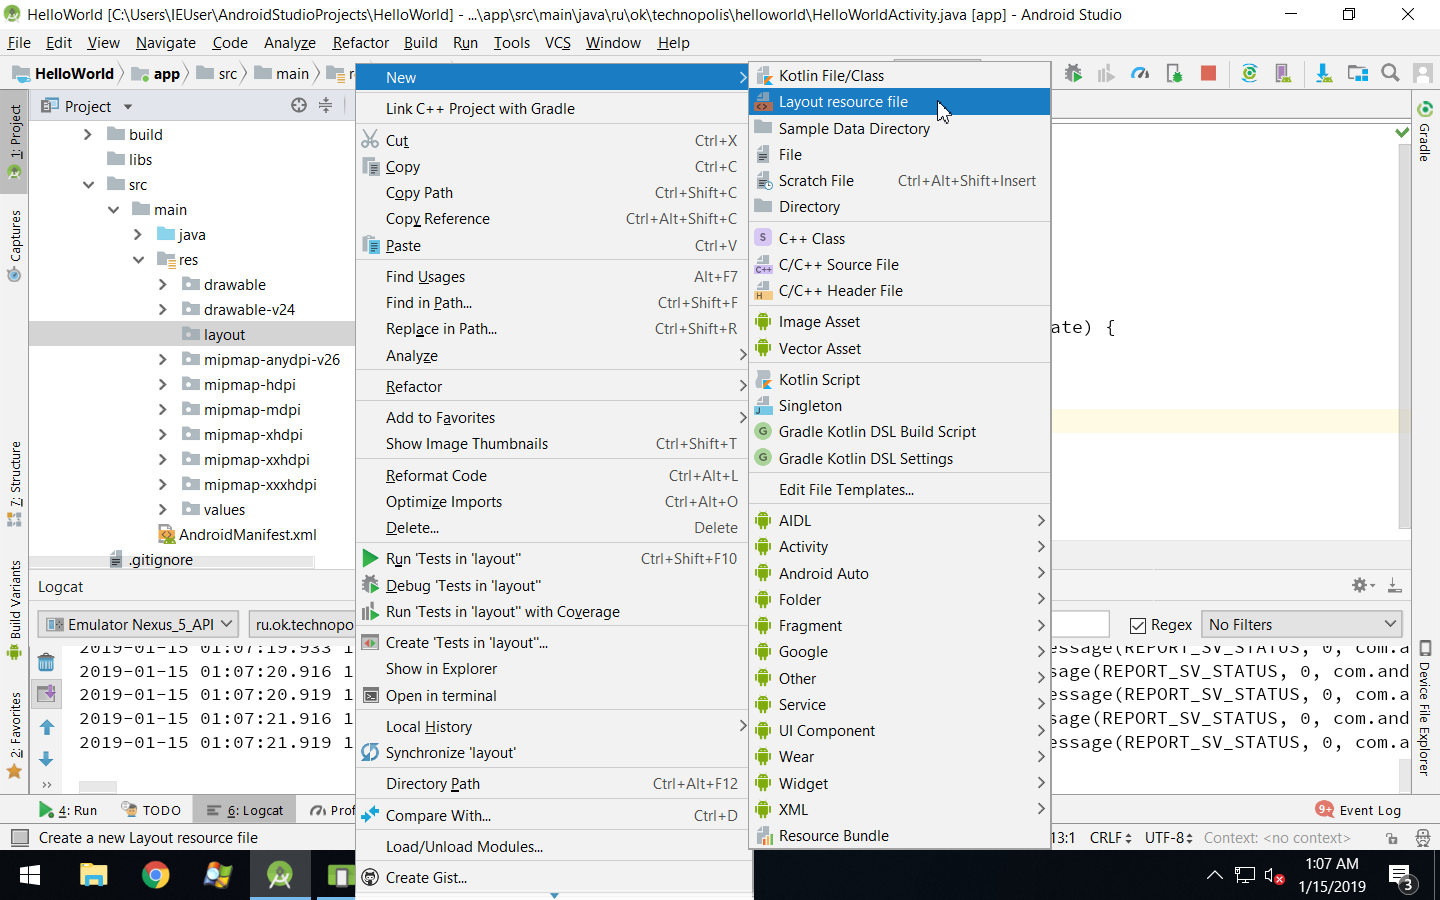 HelloWorld [C:\Users\IEUser\AndroidStudioProjects\HelloWorld] - ...\app\src\main\java\ru\ok\technopolis\helloworld\HelloWorldActivity.java [app] - Android Studio
File Edit View Navigate Code Analyze Refactor Build Run Tools VCS Window Help
HelloWorld app src main
Project
1: Project
Captures
7: Structure
Build Variants
2: Favorites
build
libs
src
main
java
res
drawable
drawable-v24
layout
mipmap-anydpi-v26
mipmap-hdpi
mipmap-mdpi
mipmap-xhdpi
mipmap-xxhdpi
mipmap-xxxhdpi
values
AndroidManifest.xml
.gitignore
New
Link C++ Project with Gradle
Cut Ctrl+X
Copy Ctrl+C
Copy Path Ctrl+Shift+C
Copy Reference Ctrl+Alt+Shift+C
Paste Ctrl+V
Find Usages Alt+F7
Find in Path... Ctrl+Shift+F
Replace in Path... Ctrl+Shift+R
Analyze
Refactor
Add to Favorites
Show Image Thumbnails Ctrl+Shift+T
Reformat Code Ctrl+Alt+L
Optimize Imports Ctrl+Alt+O
Delete... Delete
Run 'Tests in 'layout'' Ctrl+Shift+F10
Debug 'Tests in 'layout''
Run 'Tests in 'layout'' with Coverage
Create 'Tests in 'layout''...
Show in Explorer
Open in terminal
Local History
Synchronize 'layout'
Directory Path Ctrl+Alt+F12
Compare With... Ctrl+D
Load/Unload Modules...
Create Gist...
Kotlin File/Class
Layout resource file
Sample Data Directory
File
Scratch File Ctrl+Alt+Shift+Insert
Directory
C++ Class
C/C++ Source File
C/C++ Header File
Image Asset
Vector Asset
Kotlin Script
Singleton
Gradle Kotlin DSL Build Script
Gradle Kotlin DSL Settings
Edit File Templates...
AIDL
Activity
Android Auto
Folder
Fragment
Google
Other
Service
UI Component
Wear
Widget
XML
Resource Bundle
ate) {
Gradle
Device File Explorer
Logcat
Emulator Nexus_5_API ru.ok.technopo Regex No Filters
2019-01-15 01:07:19.933 1 essage(REPORT_SV_STATUS, 0, com.a
2019-01-15 01:07:20.916 1 sage(REPORT_SV_STATUS, 0, com.and
2019-01-15 01:07:20.919 1 essage(REPORT_SV_STATUS, 0, com.a
2019-01-15 01:07:21.916 1 sage(REPORT_SV_STATUS, 0, com.and
2019-01-15 01:07:21.919 1 essage(REPORT_SV_STATUS, 0, com.a
4: Run TODO 6: Logcat Prof 9+ Event Log
Create a new Layout resource file 13:1 CRLF UTF-8 Context: <no context>
1:07 AM
1/15/2019
3